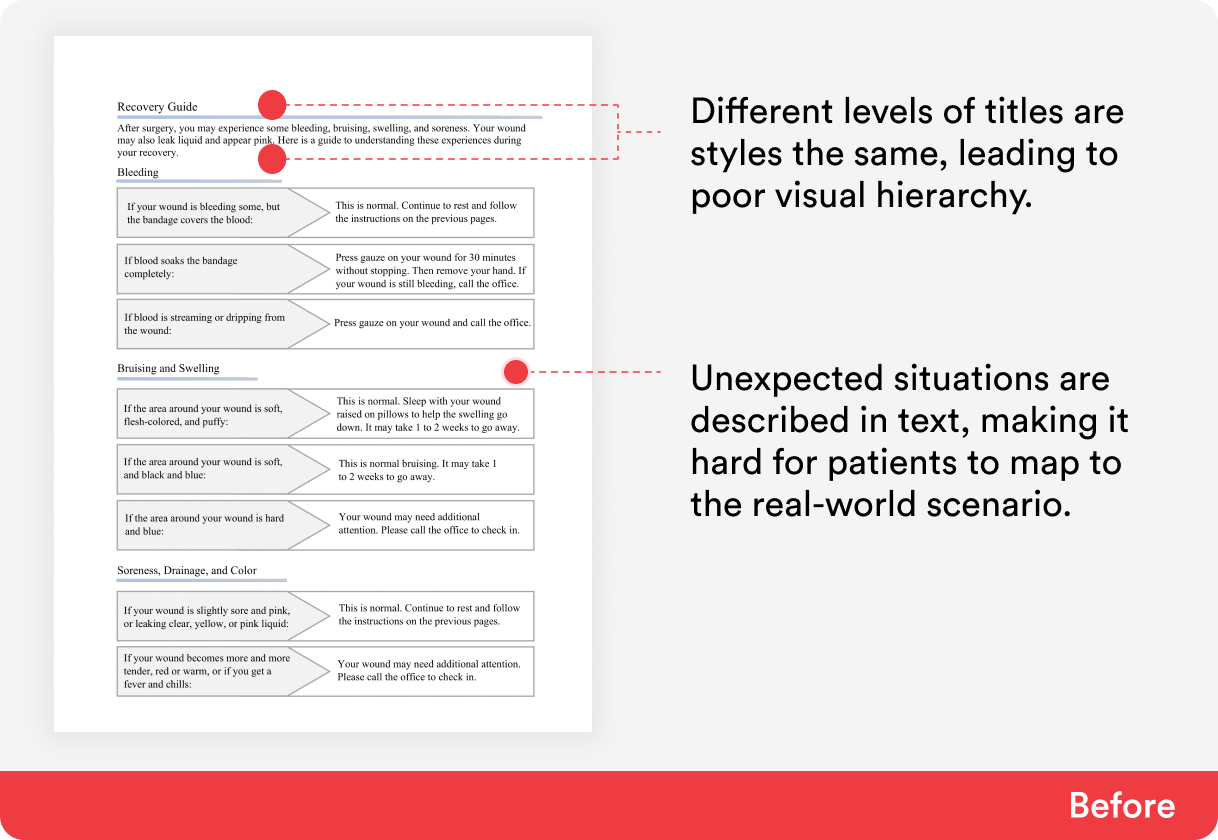 Recovery Guide
After surgery, you may experience some bleeding, bruising, swelling, and soreness. Your wound
may also leak liquid and appear pink. Here is a guide to understanding these experiences during
your recovery.
Bleeding
If your wound is bleeding some, but
the bandage covers the blood:
This is normal. Continue to rest and follow
the instructions on the previous pages.
If blood soaks the bandage
completely:
Press gauze on your wound for 30 minutes
without stopping. Then remove your hand. If
your wound is still bleeding, call the office.
If blood is streaming or dripping from
the wound:
Press gauze on your wound and call the office.
Bruising and Swelling
If the area around your wound is soft,
flesh-colored, and puffy:
This is normal. Sleep with your wound
raised on pillows to help the swelling go
down. It may take 1 to 2 weeks to go away.
If the area around your wound is soft,
and black and blue:
This is normal bruising. It may take 1
to 2 weeks to go away.
If the area around your wound is hard
and blue:
Your wound may need additional
attention. Please call the office to check in.
Soreness, Drainage, and Color
If your wound is slightly sore and pink,
or leaking clear, yellow, or pink liquid:
This is normal. Continue to rest and follow
the instructions on the previous pages.
If your wound becomes more and more
tender, red or warm, or if you get a
fever and chills:
Your wound may need additional attention.
Please call the office to check in.
Different levels of titles are
styles the same, leading to
poor visual hierarchy.
Unexpected situations are
described in text, making it
hard for patients to map to
the real-world scenario.
Before